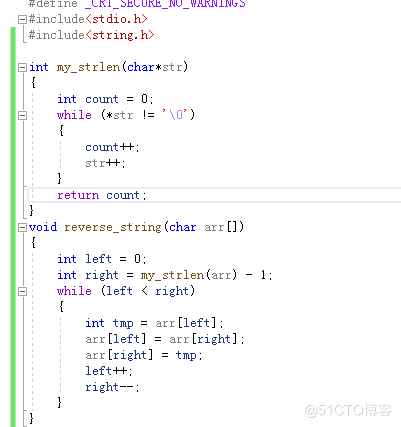 #define _CRT_SECURE_NO_WARNINGS
#include<stdio.h>
#include<string.h>
int my_strlen(char*str)
{
    int count = 0;
    while (*str != '\0')
    {
        count++;
        str++;
    }
    return count;
}
void reverse_string(char arr[])
{
    int left = 0;
    int right = my_strlen(arr) - 1;
    while (left < right)
    {
        int tmp = arr[left];
        arr[left] = arr[right];
        arr[right] = tmp;
        left++;
        right--;
    }
}
@51CTO博客